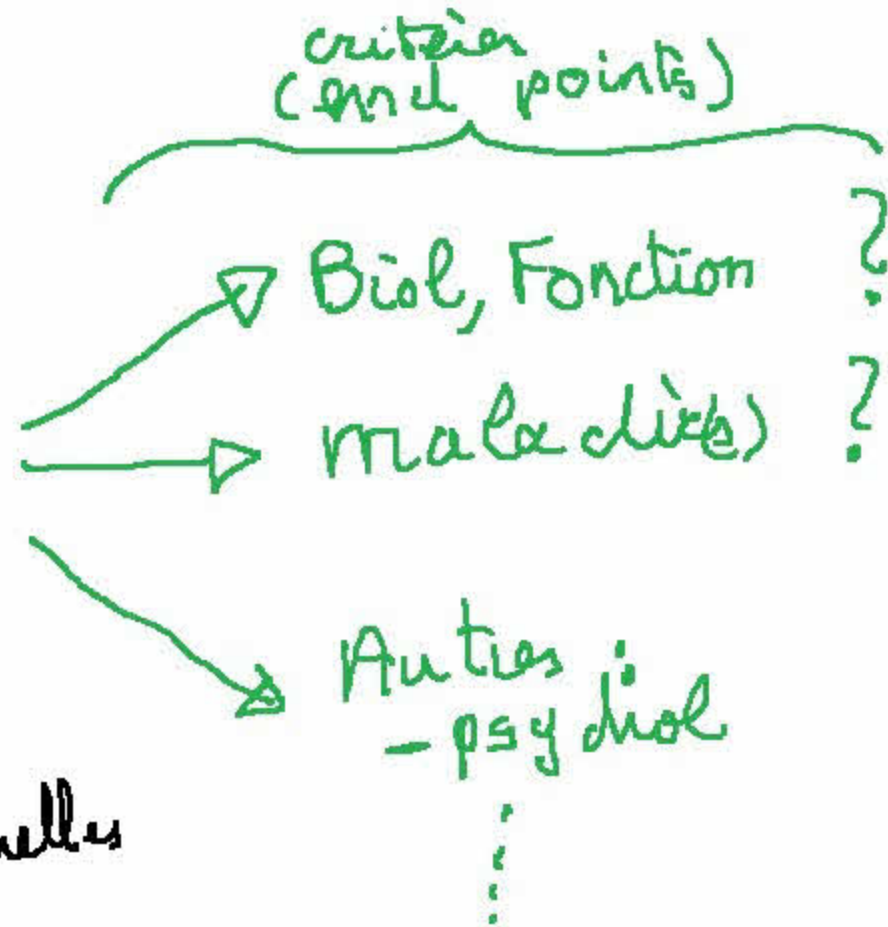 critères
(end points)
Biol, Fonction ?
maladie(s) ?
Autres :
- psychol